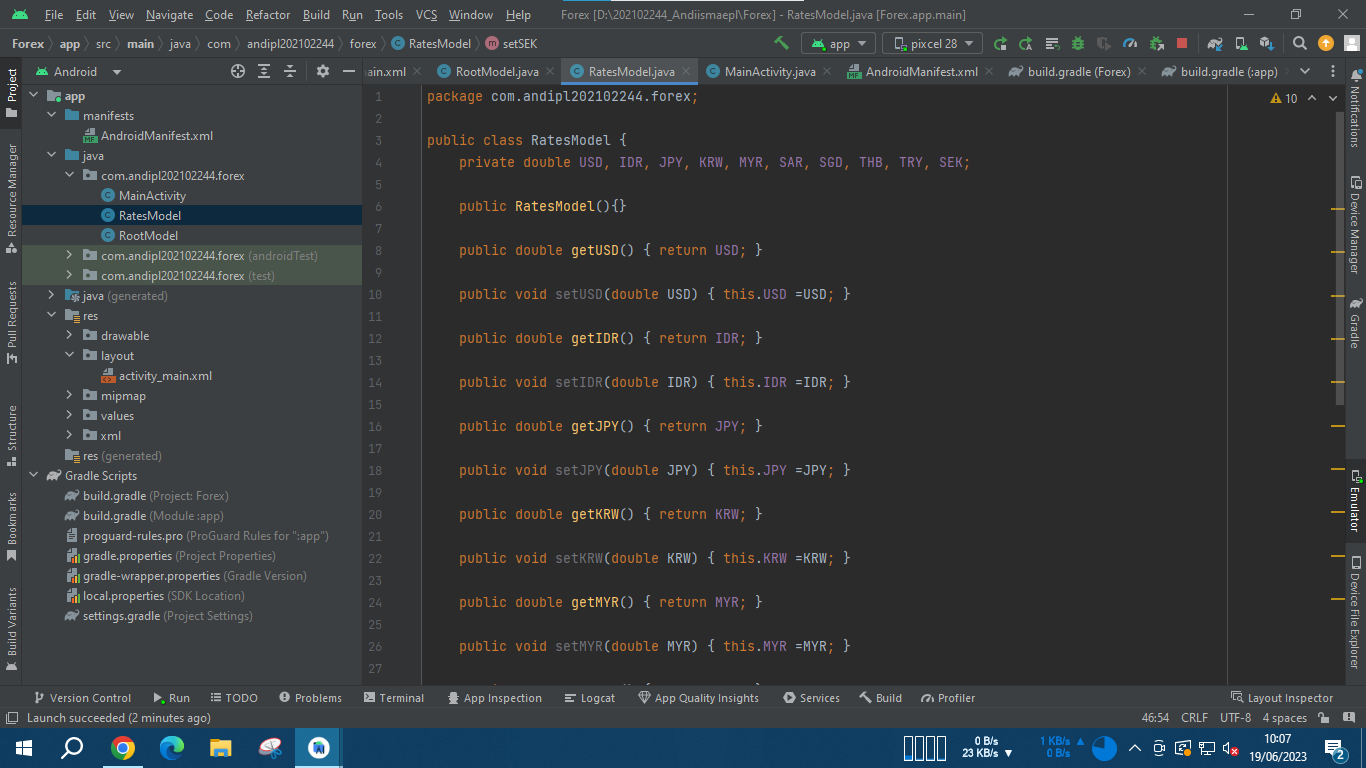 File Edit View Navigate Code Refactor Build Run Tools VCS Window Help Forex [D:\202102244_Andiismaepl\Forex] - RatesModel.java [Forex.app.main]
Forex app src main java com andipl202102244 forex RatesModel setSEK app pixcel 28
Android ain.xml RootModel.java RatesModel.java MainActivity.java AndroidManifest.xml build.gradle (Forex) build.gradle (:app)
Project
Resource Manager
Pull Requests
Structure
Bookmarks
Build Variants
app
manifests
AndroidManifest.xml
java
com.andipl202102244.forex
MainActivity
RatesModel
RootModel
com.andipl202102244.forex (androidTest)
com.andipl202102244.forex (test)
java (generated)
res
drawable
layout
activity_main.xml
mipmap
values
xml
res (generated)
Gradle Scripts
build.gradle (Project: Forex)
build.gradle (Module :app)
proguard-rules.pro (ProGuard Rules for ":app")
gradle.properties (Project Properties)
gradle-wrapper.properties (Gradle Version)
local.properties (SDK Location)
settings.gradle (Project Settings)
1 package com.andipl202102244.forex; 10
2
3 public class RatesModel {
4 private double USD, IDR, JPY, KRW, MYR, SAR, SGD, THB, TRY, SEK;
5
6 public RatesModel(){}
7
8 public double getUSD() { return USD; }
9
10 public void setUSD(double USD) { this.USD =USD; }
11
12 public double getIDR() { return IDR; }
13
14 public void setIDR(double IDR) { this.IDR =IDR; }
15
16 public double getJPY() { return JPY; }
17
18 public void setJPY(double JPY) { this.JPY =JPY; }
19
20 public double getKRW() { return KRW; }
21
22 public void setKRW(double KRW) { this.KRW =KRW; }
23
24 public double getMYR() { return MYR; }
25
26 public void setMYR(double MYR) { this.MYR =MYR; }
27
Notifications
Device Manager
Gradle
Emulator
Device File Explorer
Version Control Run TODO Problems Terminal App Inspection Logcat App Quality Insights Services Build Profiler Layout Inspector
Launch succeeded (2 minutes ago) 46:54 CRLF UTF-8 4 spaces
0 B/s 1 KB/s 10:07
23 KB/s 0 B/s 19/06/2023 2